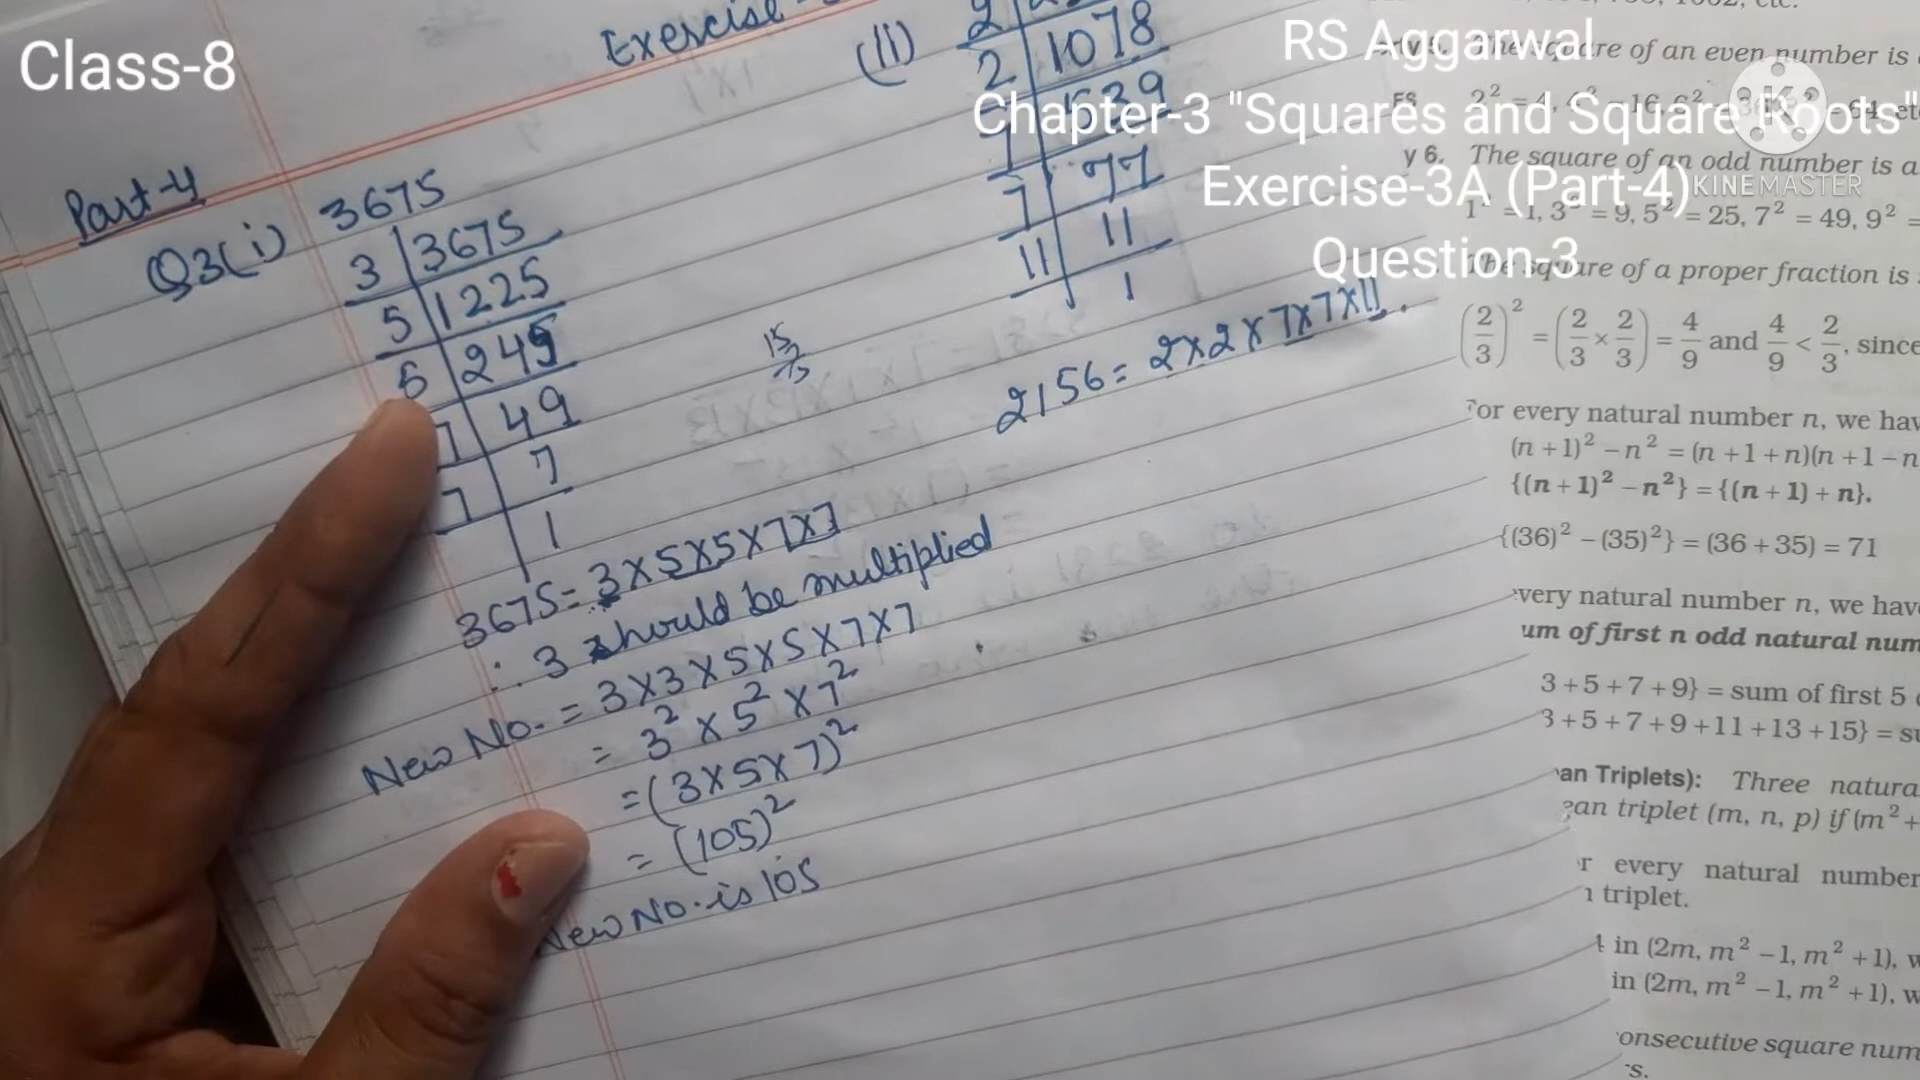 Class-8
RS Aggarwal
Chapter-3 "Squares and Square Roots"
Exercise-3A (Part-4)
Question-3
KINEMASTER
Exercise
Part-4
Q3(i) 3675
3 | 3675
5 | 1225
5 | 245
7 | 49
7 | 7
1
3675= 3×5×5×7×7
∴ 3 should be multiplied
New No. = 3×3×5×5×7×7
= 3² × 5² × 7²
=(3×5×7)²
= (105)²
New No. is 105
15
(II)
2
2 | 1078
539
7
7 | 77
11 | 11
1
2156= 2×2×7×7×11.
The square of an even number is
y 6. The square of an odd number is a
1² = 1, 3² = 9, 5² = 25, 7² = 49, 9² =
The square of a proper fraction is
(2/3)² = (2/3 × 2/3) = 4/9 and 4/9 < 2/3, since
For every natural number n, we hav
(n +1)² – n² = (n +1 + n)(n +1 – n
{(n + 1)² – n²} = {(n + 1) + n}.
{(36)² – (35)²} = (36 + 35) = 71
every natural number n, we have
um of first n odd natural num
3 + 5 + 7 + 9} = sum of first 5
3 + 5 + 7 + 9 + 11 + 13 + 15} = su
an Triplets): Three natura
ean triplet (m, n, p) if (m² +
r every natural number
n triplet.
in (2m, m² – 1, m² + 1), w
in (2m, m² – 1, m² + 1), w
onsecutive square num
s.